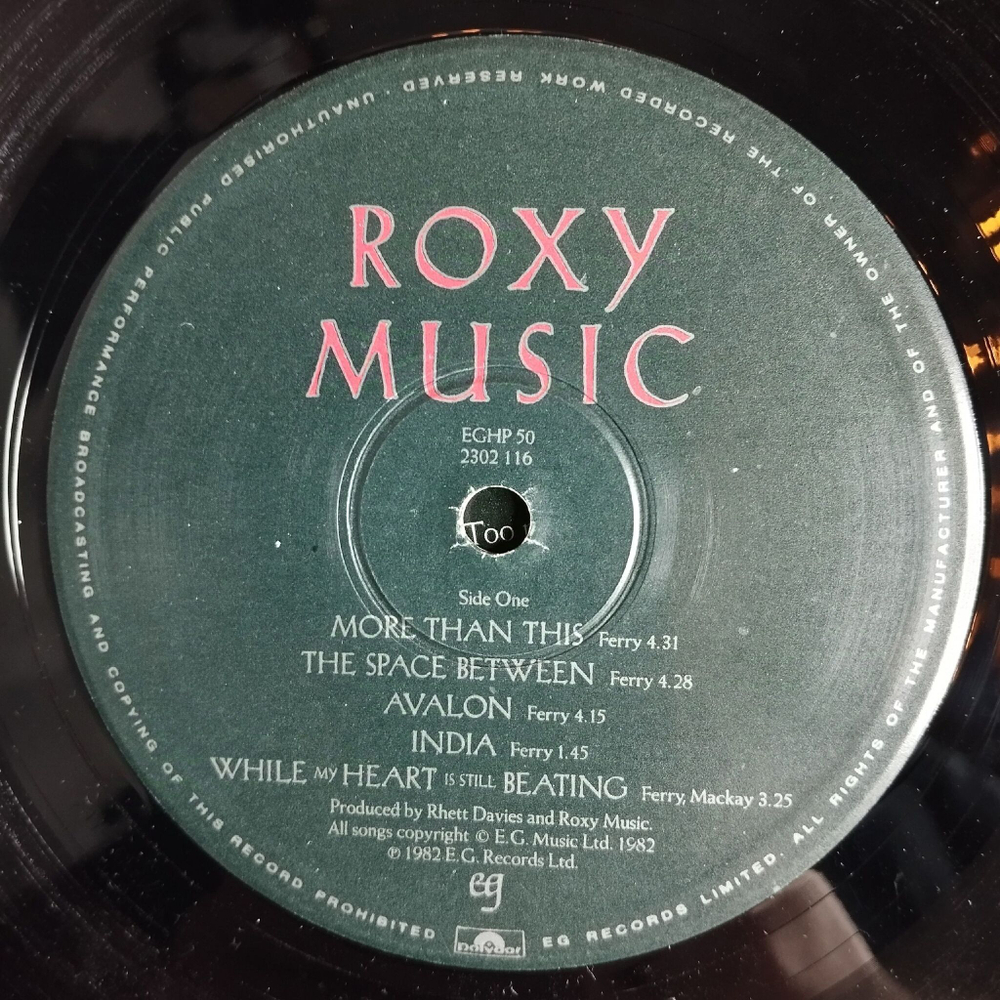 ROXY
MUSIC
EGHP 50
2302 116
Too
Side One
MORE THAN THIS Ferry 4.31
THE SPACE BETWEEN Ferry 4.28
AVALON Ferry 4.15
INDIA Ferry 1.45
WHILE MY HEART IS STILL BEATING Ferry, Mackay 3.25
Produced by Rhett Davies and Roxy Music.
All songs copyright © E.G. Music Ltd. 1982
℗ 1982 E.G. Records Ltd.
eg
polydor
EG RECORDS LIMITED. ALL RIGHTS OF THE MANUFACTURER AND OF THE OWNER OF THE RECORDED WORK RESERVED · UNAUTHORISED PUBLIC PERFORMANCE BROADCASTING AND COPYING OF THIS RECORD PROHIBITED